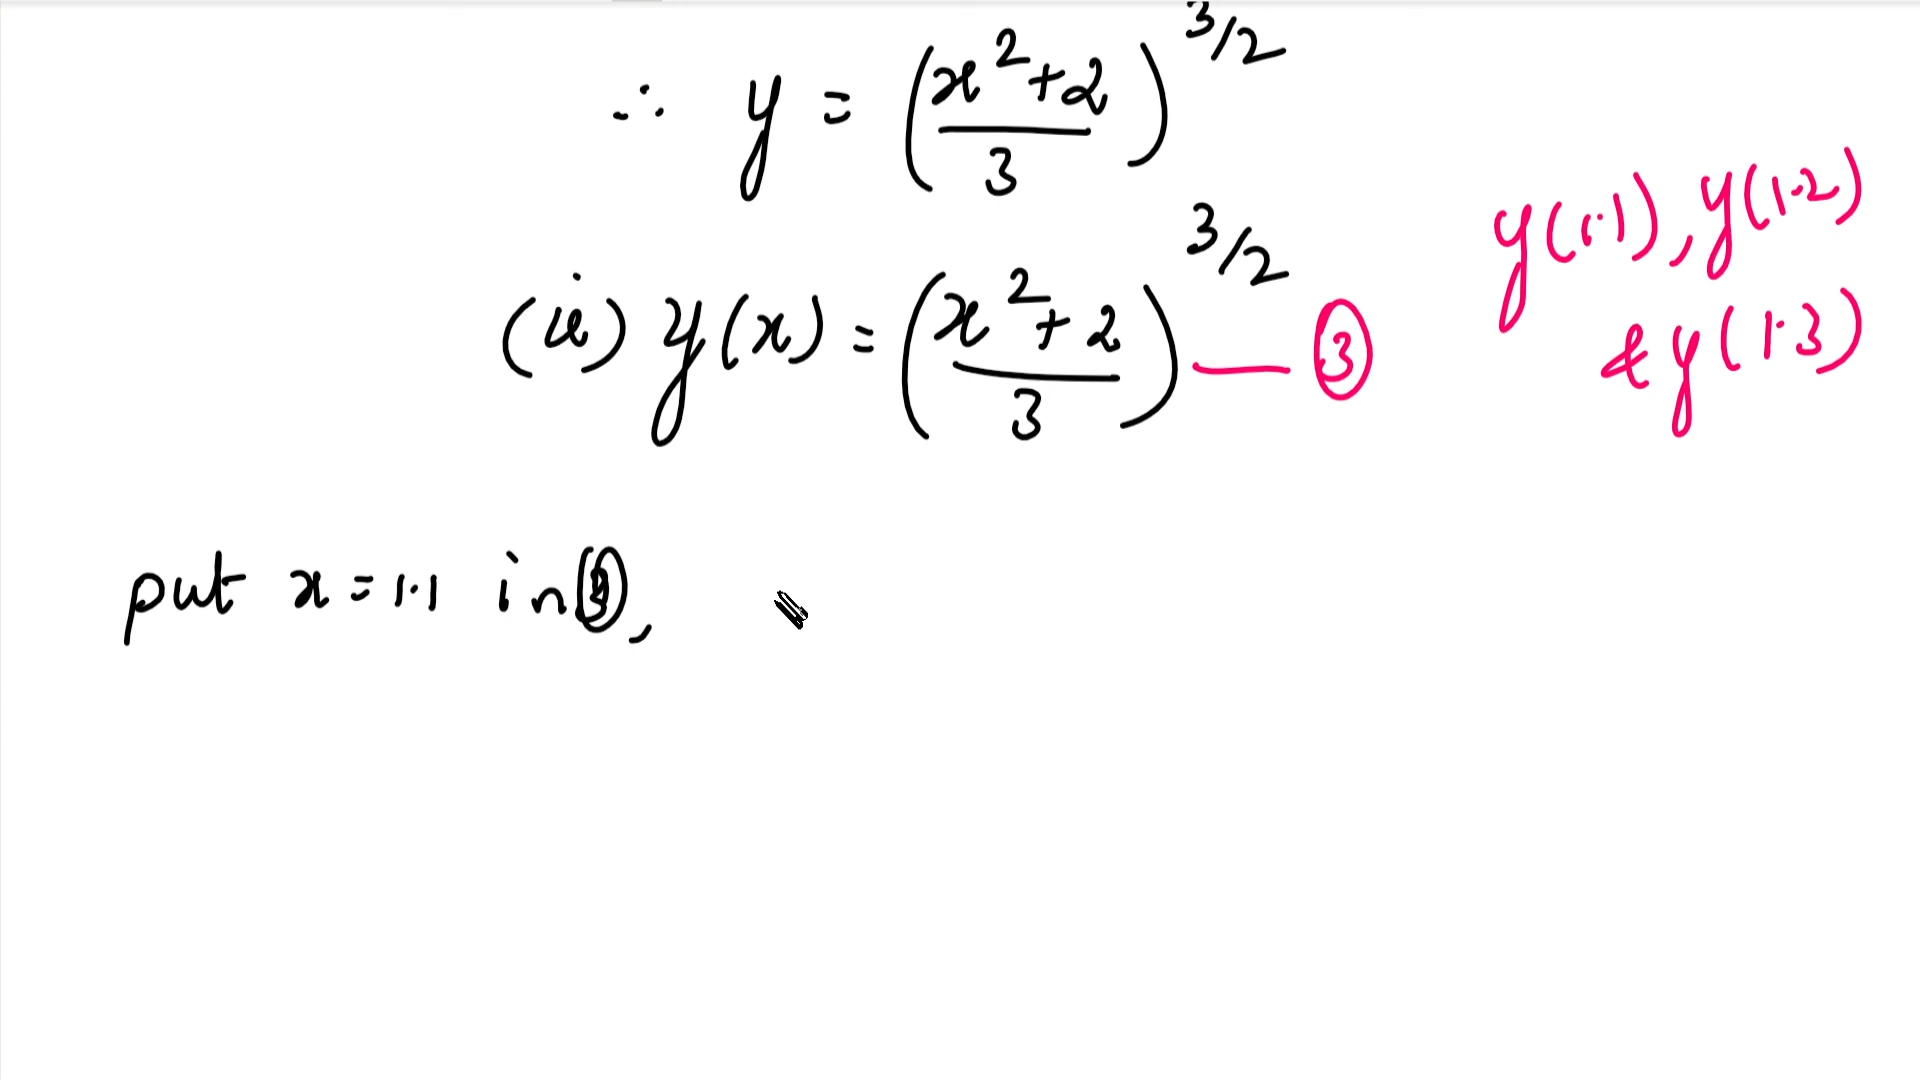 ∴ y = (x²+2 / 3)^3/2
(ie) y(x) = (x²+2 / 3)^3/2 — ③
y(1.1), y(1.2)
& y(1.3)
put x = 1.1 in ③,